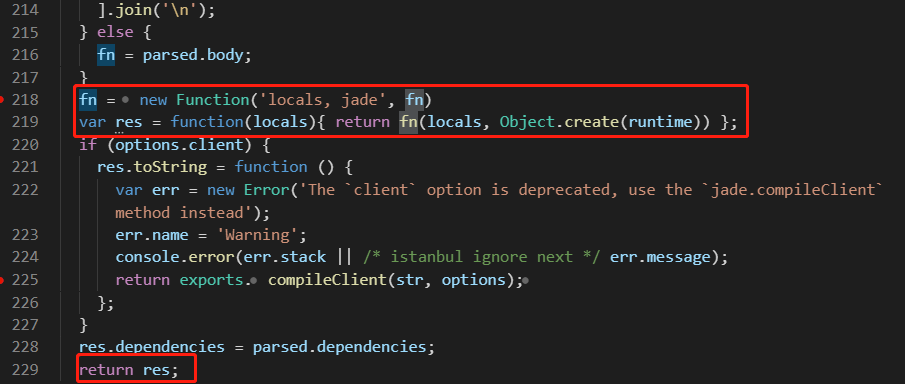 214 ].join('\n');
215 } else {
216 fn = parsed.body;
217 }
218 fn = new Function('locals, jade', fn)
219 var res = function(locals){ return fn(locals, Object.create(runtime)) };
220 if (options.client) {
221 res.toString = function () {
222 var err = new Error('The `client` option is deprecated, use the `jade.compileClient`
method instead');
223 err.name = 'Warning';
224 console.error(err.stack || /* istanbul ignore next */ err.message);
225 return exports. compileClient(str, options);
226 };
227 }
228 res.dependencies = parsed.dependencies;
229 return res;